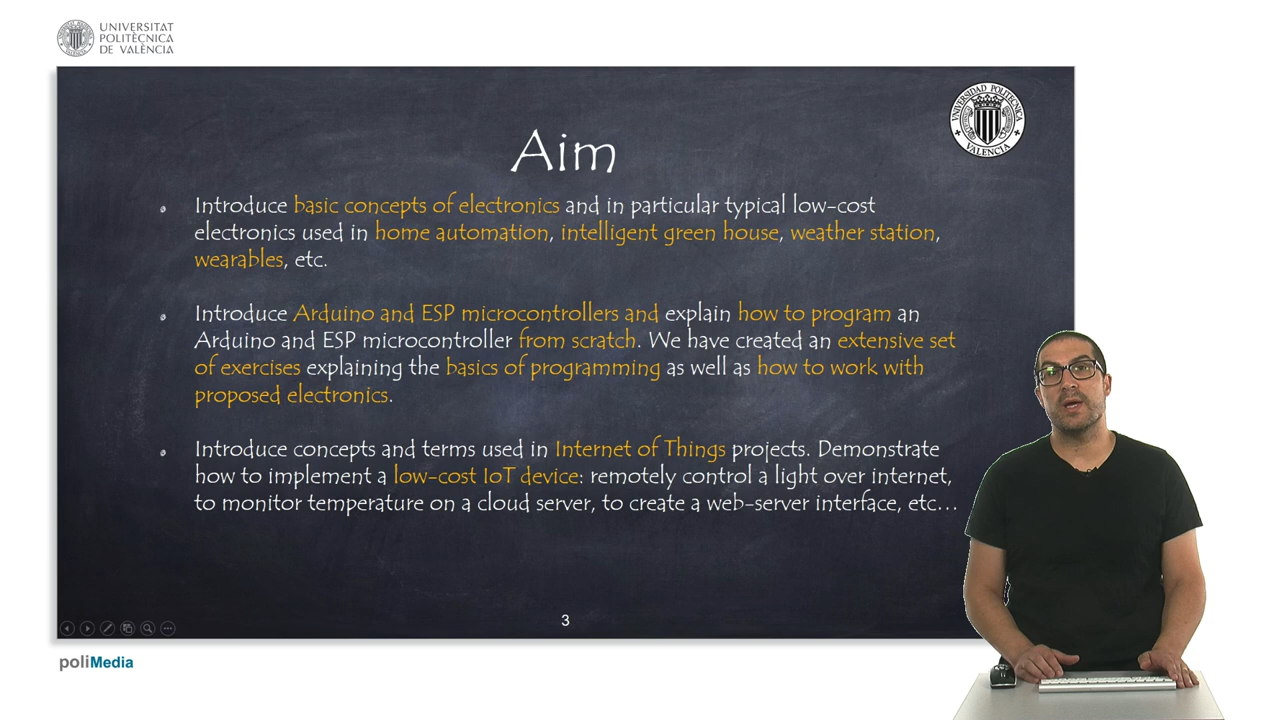 UNIVERSITAT
POLITÈCNICA
DE VALÈNCIA
UNIVERSIDAD POLITECNICA
VALENCIA
Aim
Introduce basic concepts of electronics and in particular typical low-cost
electronics used in home automation, intelligent green house, weather station,
wearables, etc.
Introduce Arduino and ESP microcontrollers and explain how to program an
Arduino and ESP microcontroller from scratch. We have created an extensive set
of exercises explaining the basics of programming as well as how to work with
proposed electronics.
Introduce concepts and terms used in Internet of Things projects. Demonstrate
how to implement a low-cost IoT device: remotely control a light over internet,
to monitor temperature on a cloud server, to create a web-server interface, etc...
3
poliMedia